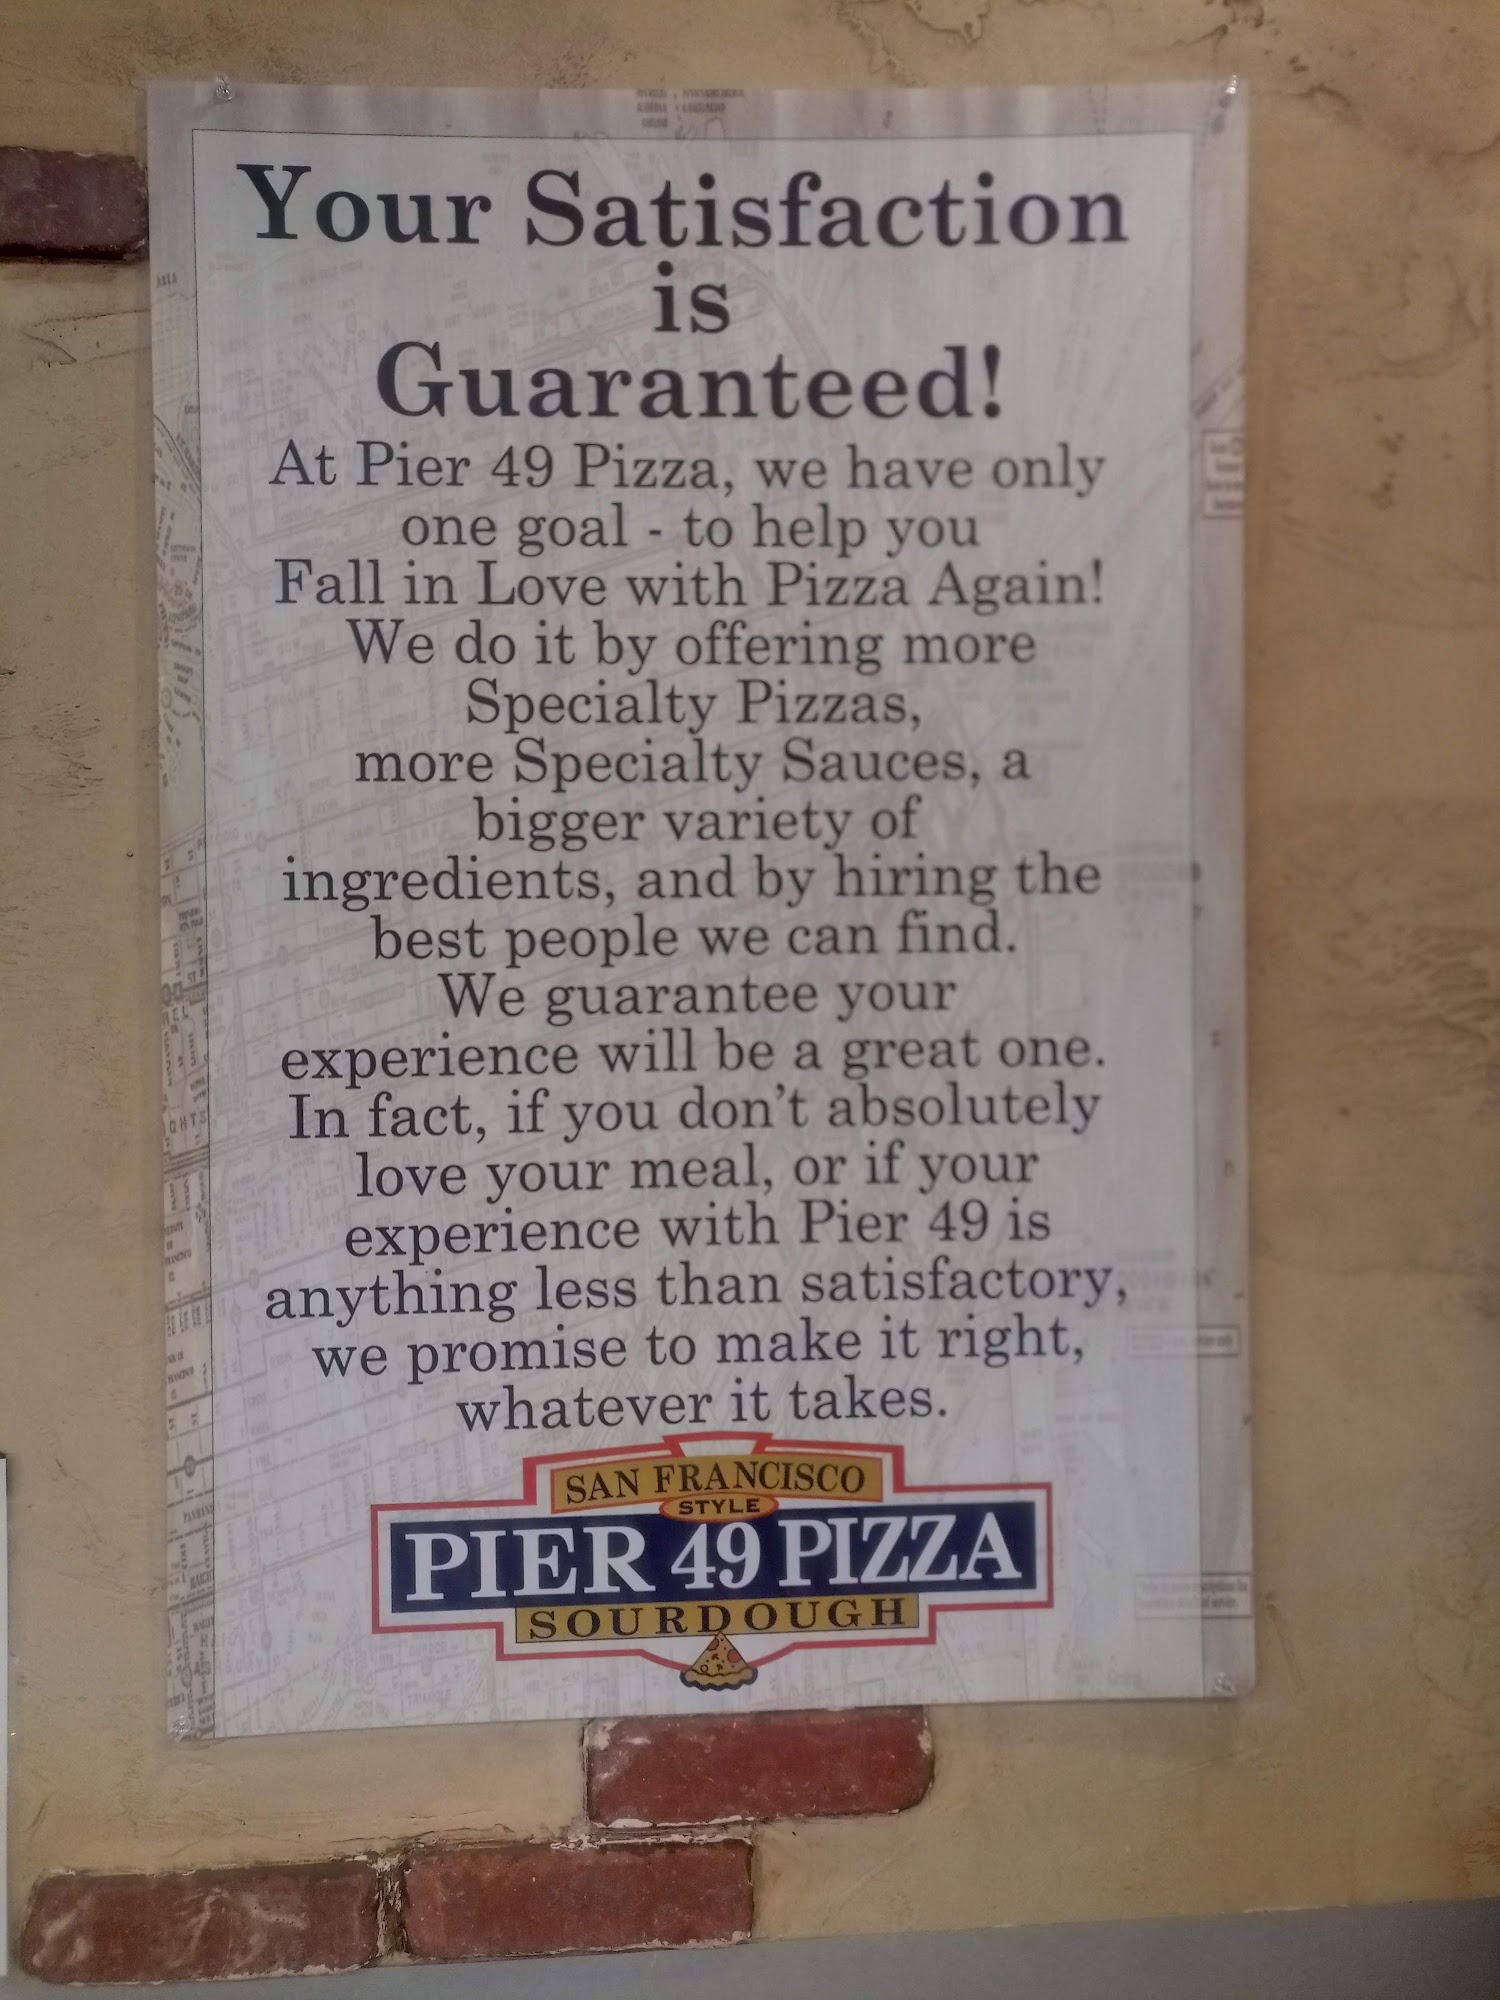 Your Satisfaction
is
Guaranteed!
At Pier 49 Pizza, we have only
one goal - to help you
Fall in Love with Pizza Again!
We do it by offering more
Specialty Pizzas,
more Specialty Sauces, a
bigger variety of
ingredients, and by hiring the
best people we can find.
We guarantee your
experience will be a great one.
In fact, if you don't absolutely
love your meal, or if your
experience with Pier 49 is
anything less than satisfactory,
we promise to make it right,
whatever it takes.
SAN FRANCISCO
STYLE
PIER 49 PIZZA
SOURDOUGH